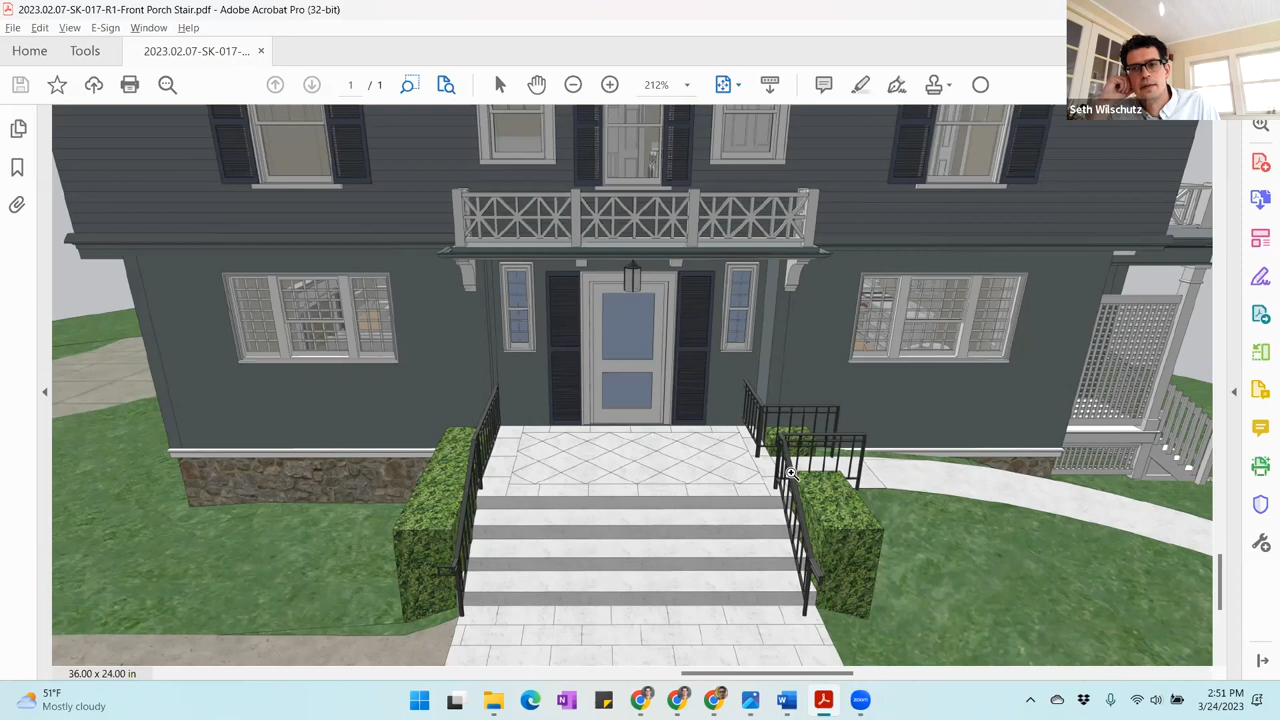 2023.02.07-SK-017-R1-Front Porch Stair.pdf - Adobe Acrobat Pro (32-bit)
File Edit View E-Sign Window Help
Home Tools 2023.02.07-SK-017-... ×
1 / 1 212%
Seth Wilschutz
36.00 x 24.00 in
51°F
Mostly cloudy
zoom
2:51 PM
3/24/2023